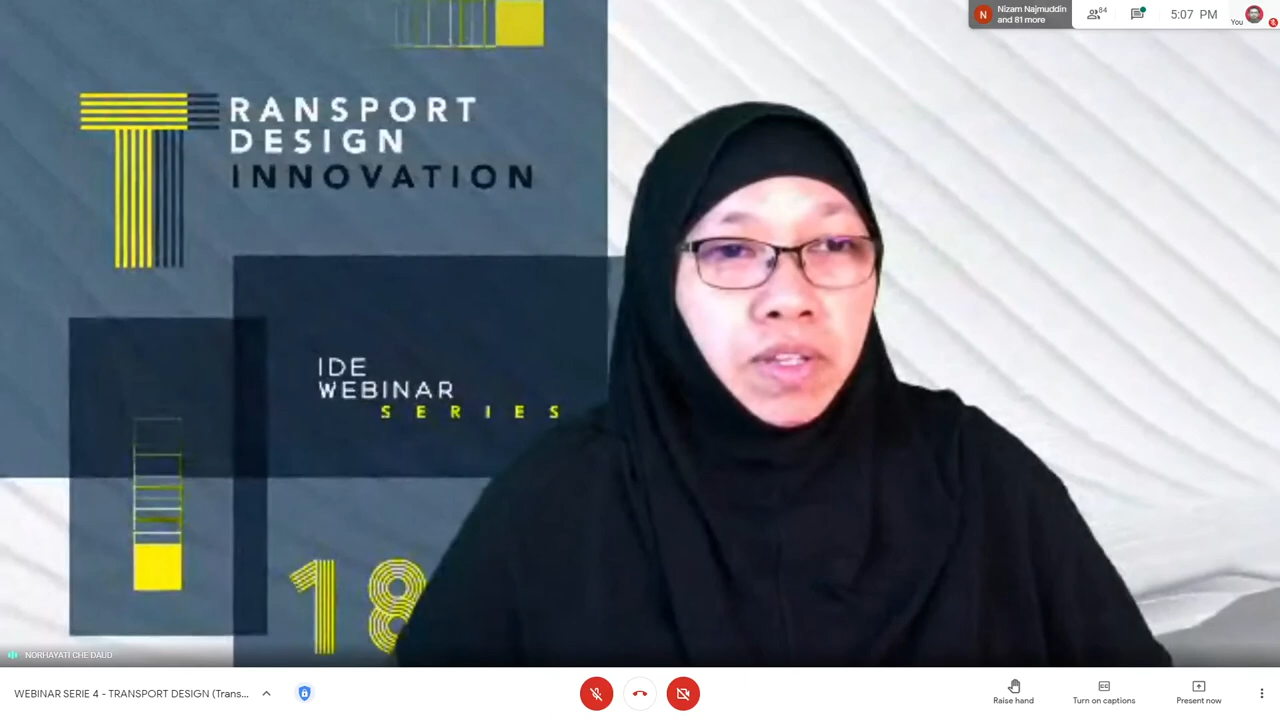 Nizam Najmuddin
and 81 more
N
84
5:07 PM
You
TRANSPORT
DESIGN
INNOVATION
IDE
WEBINAR
SERIES
18
NORHAYATI CHE DAUD
WEBINAR SERIE 4 - TRANSPORT DESIGN (Trans...
Raise hand
Turn on captions
Present now